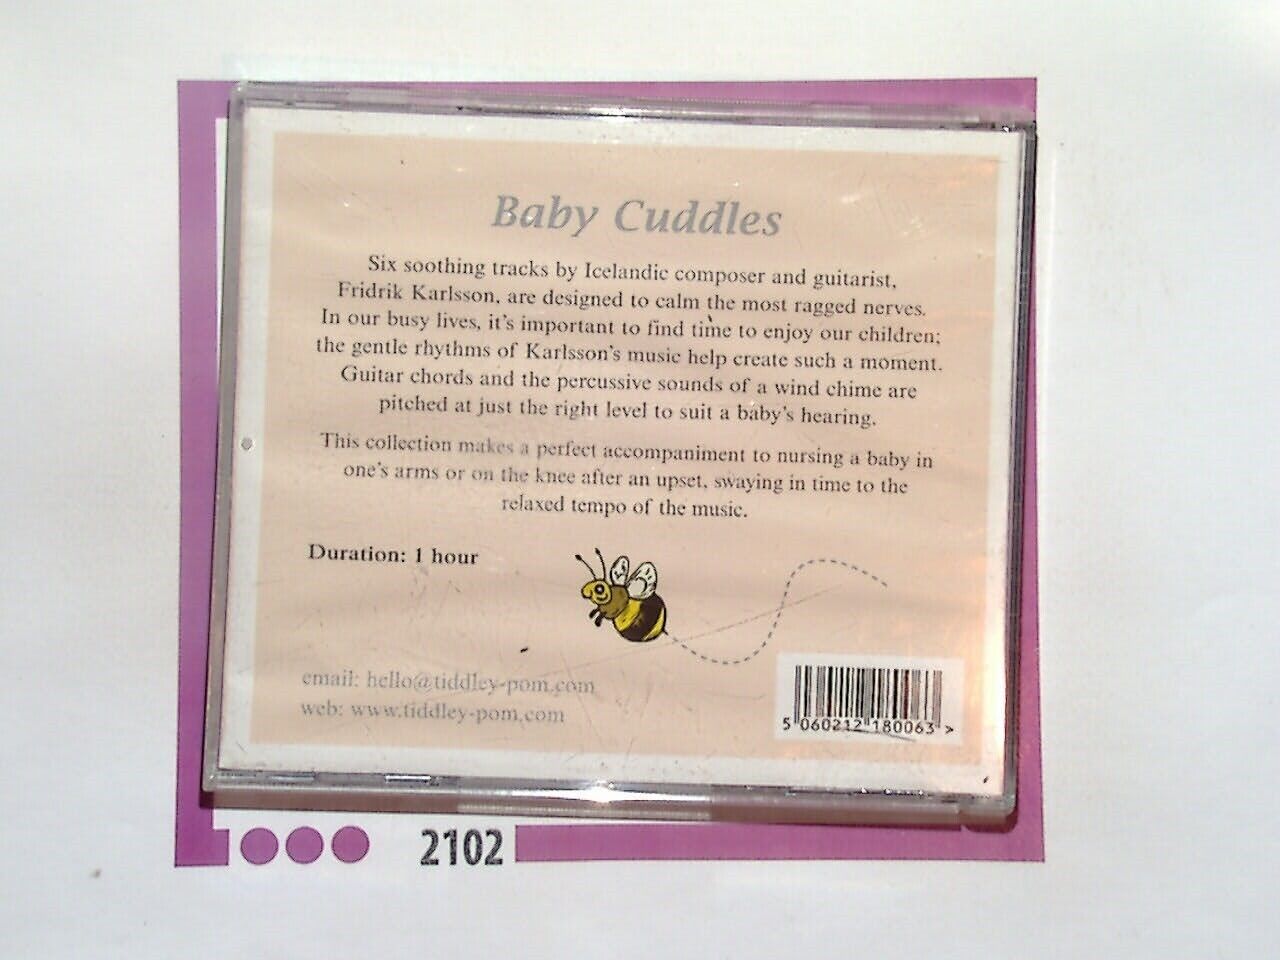 Baby Cuddles
Six soothing tracks by Icelandic composer and guitarist,
Fridrik Karlsson, are designed to calm the most ragged nerves.
In our busy lives, it's important to find time to enjoy our children;
the gentle rhythms of Karlsson's music help create such a moment.
Guitar chords and the percussive sounds of a wind chime are
pitched at just the right level to suit a baby's hearing.
This collection makes a perfect accompaniment to nursing a baby in
one's arms or on the knee after an upset, swaying in time to the
relaxed tempo of the music.
Duration: 1 hour
email: hello@tiddley-pom.com
web: www.tiddley-pom.com
5 060212 180063 >
2102